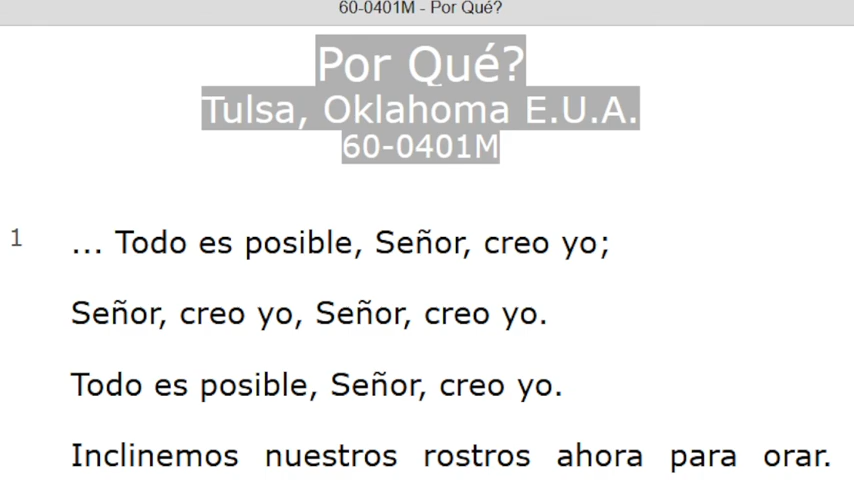 60-0401M - Por Qué?
Por Qué?
Tulsa, Oklahoma E.U.A.
60-0401M
1 ... Todo es posible, Señor, creo yo;
Señor, creo yo, Señor, creo yo.
Todo es posible, Señor, creo yo.
Inclinemos nuestros rostros ahora para orar.